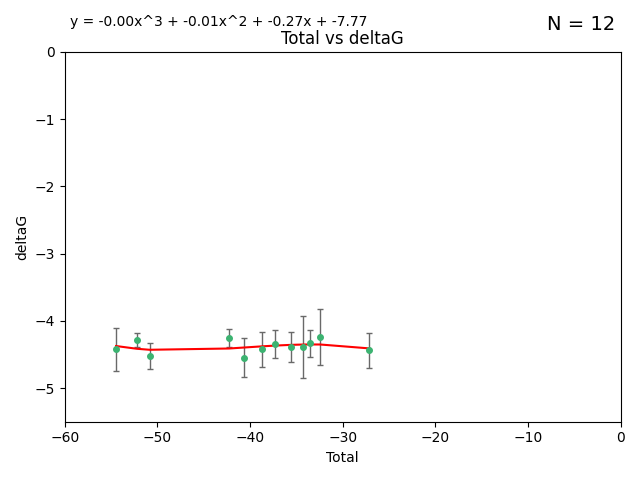 y = -0.00x^3 + -0.01x^2 + -0.27x + -7.77
N = 12
Total vs deltaG
0
−1
−2
−3
−4
−5
deltaG
−60 −50 −40 −30 −20 −10 0
Total